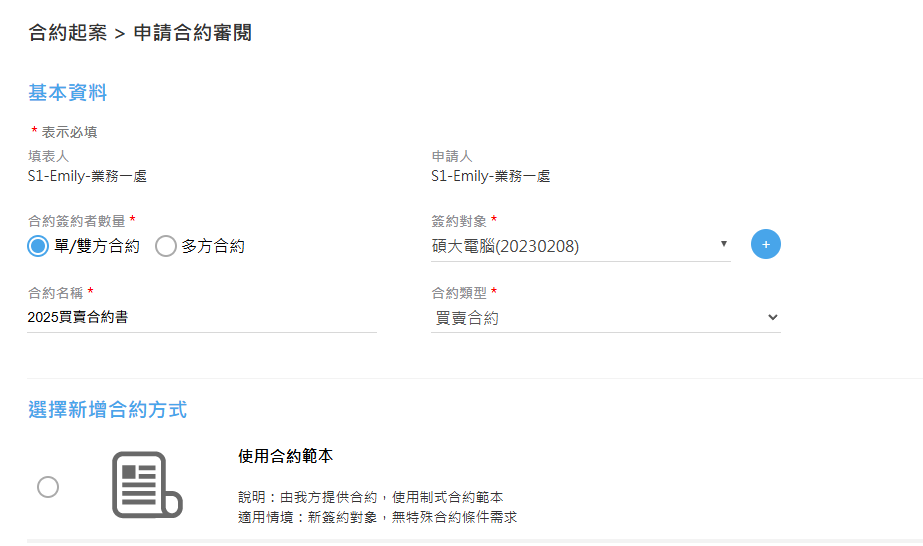 合約起案 > 申請合約審閱
基本資料
* 表示必填
填表人
S1-Emily-業務一處
申請人
S1-Emily-業務一處
合約簽約者數量 *
單/雙方合約 多方合約
簽約對象 *
碩大電腦(20230208)
+
合約名稱 *
2025買賣合約書
合約類型 *
買賣合約
選擇新增合約方式
使用合約範本
說明：由我方提供合約，使用制式合約範本
適用情境：新簽約對象，無特殊合約條件需求